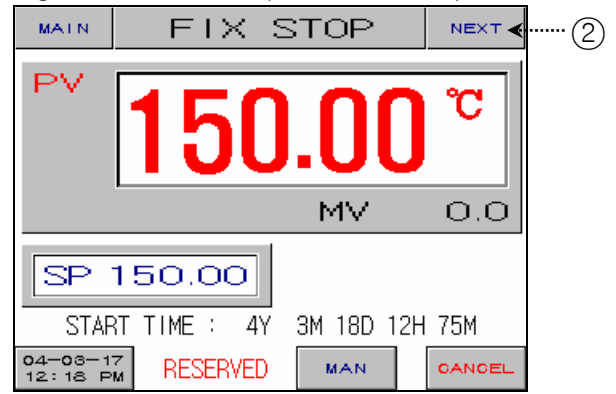 MAIN FIX STOP NEXT ②
PV 150.00 ℃
MV 0.0
SP 150.00
START TIME : 4Y 3M 18D 12H 75M
04-03-17 RESERVED MAN CANCEL
12:18 PM